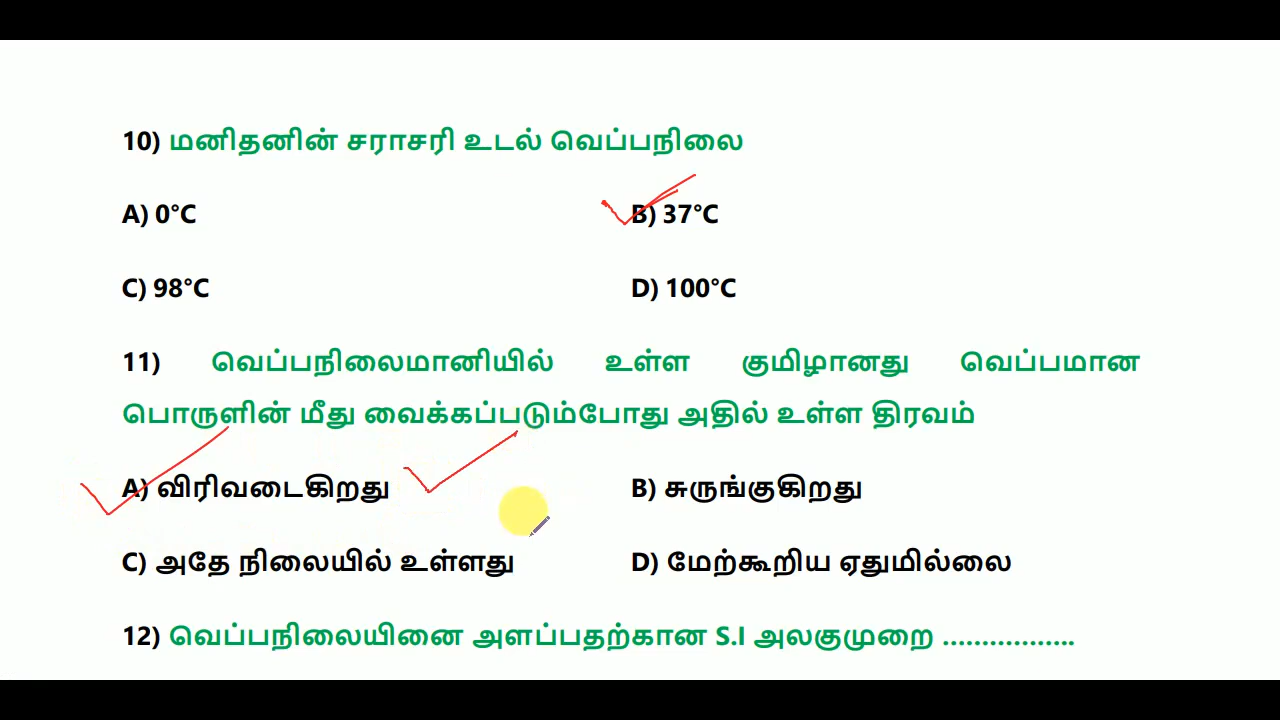 10) மனிதனின் சராசரி உடல் வெப்பநிலை
A) 0°C B) 37°C
C) 98°C D) 100°C
11) வெப்பநிலைமானியில் உள்ள குமிழானது வெப்பமான
பொருளின் மீது வைக்கப்படும்போது அதில் உள்ள திரவம்
A) விரிவடைகிறது B) சுருங்குகிறது
C) அதே நிலையில் உள்ளது D) மேற்கூறிய ஏதுமில்லை
12) வெப்பநிலையினை அளப்பதற்கான S.I அலகுமுறை .................